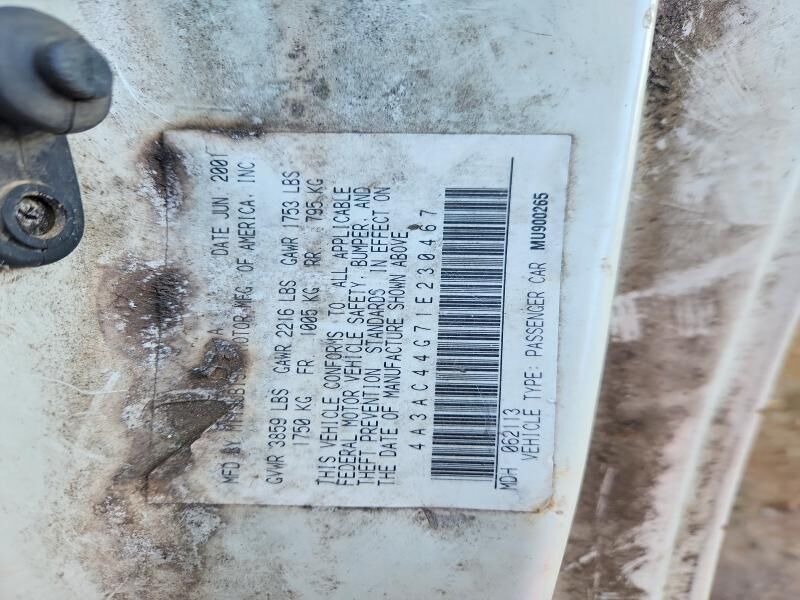 A DATE JUN 2001
MFG BY MITSUBISHI MOTOR MFG OF AMERICA. INC.
GVWR 3859 LBS GAWR 2216 LBS GAWR 1753 LBS
1750 KG FR. 1005 KG RR 795 KG
THIS VEHICLE CONFORMS TO ALL APPLICABLE
FEDERAL MOTOR VEHICLE SAFETY, BUMPER, AND
THEFT PREVENTION STANDARDS IN EFFECT ON
THE DATE OF MANUFACTURE SHOWN ABOVE.
4A3AC44G71E230467
MDH 062113
VEHICLE TYPE: PASSENGER CAR MU900265